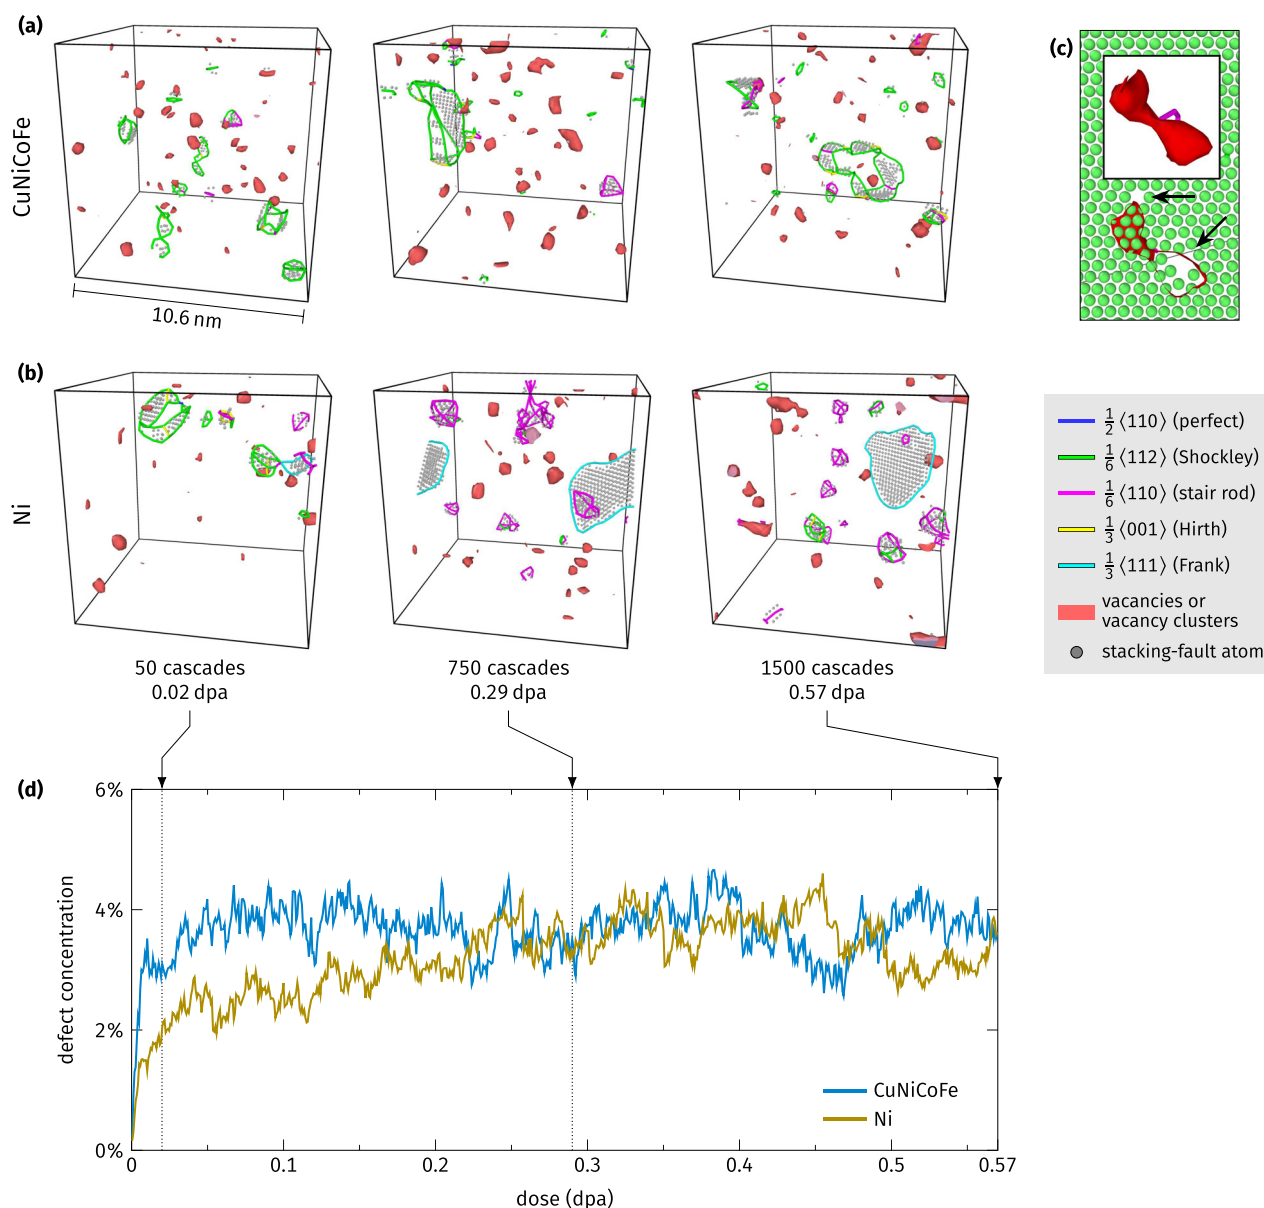 (a)
CuNiCoFe
10.6 nm
(c)
(b)
Ni
50 cascades
0.02 dpa
750 cascades
0.29 dpa
1500 cascades
0.57 dpa
1/2 ⟨110⟩ (perfect)
1/6 ⟨112⟩ (Shockley)
1/6 ⟨110⟩ (stair rod)
1/3 ⟨001⟩ (Hirth)
1/3 ⟨111⟩ (Frank)
vacancies or
vacancy clusters
stacking-fault atom
(d)
defect concentration
6%
4%
2%
0%
CuNiCoFe
Ni
0 0.1 0.2 0.3 0.4 0.5 0.57
dose (dpa)